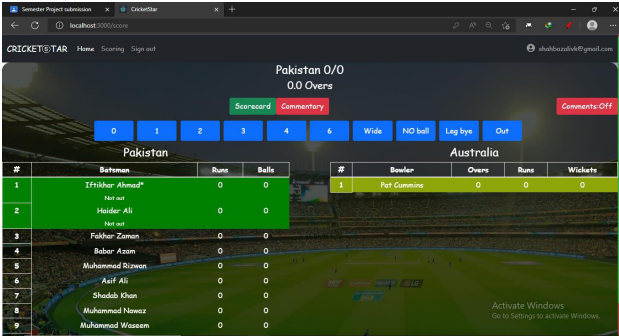 Semester Project submission
CricketStar
localhost:3000/score
CRICKETⓈTAR Home Scoring Sign out
shahbazalivk@gmail.com
Pakistan 0/0
0.0 Overs
Scorecard Commentary Comments:Off
0 1 2 3 4 6 Wide NO ball Leg bye Out
Pakistan
# Batsman Runs Balls
1 Iftikhar Ahmad* 0 0
Not out
2 Haider Ali 0 0
Not out
3 Fakhar Zaman 0 0
4 Babar Azam 0 0
5 Muhammad Rizwan 0 0
6 Asif Ali 0 0
7 Shadab Khan 0 0
8 Muhammad Nawaz 0 0
9 Muhammad Waseem 0 0
Australia
# Bowler Overs Runs Wickets
1 Pat Cummins 0 0 0
Activate Windows
Go to Settings to activate Windows.